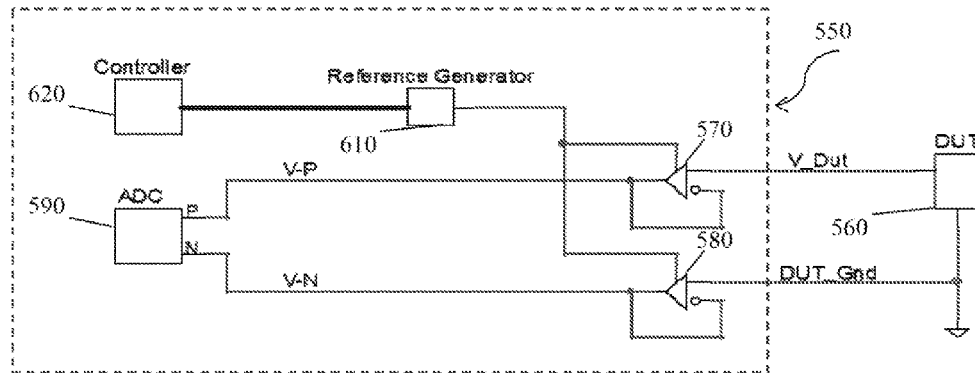 550
Controller
Reference Generator
620
610
570
DUT
V_Dut
V-P
ADC
P
590
N
560
580
V-N
DUT_Gnd